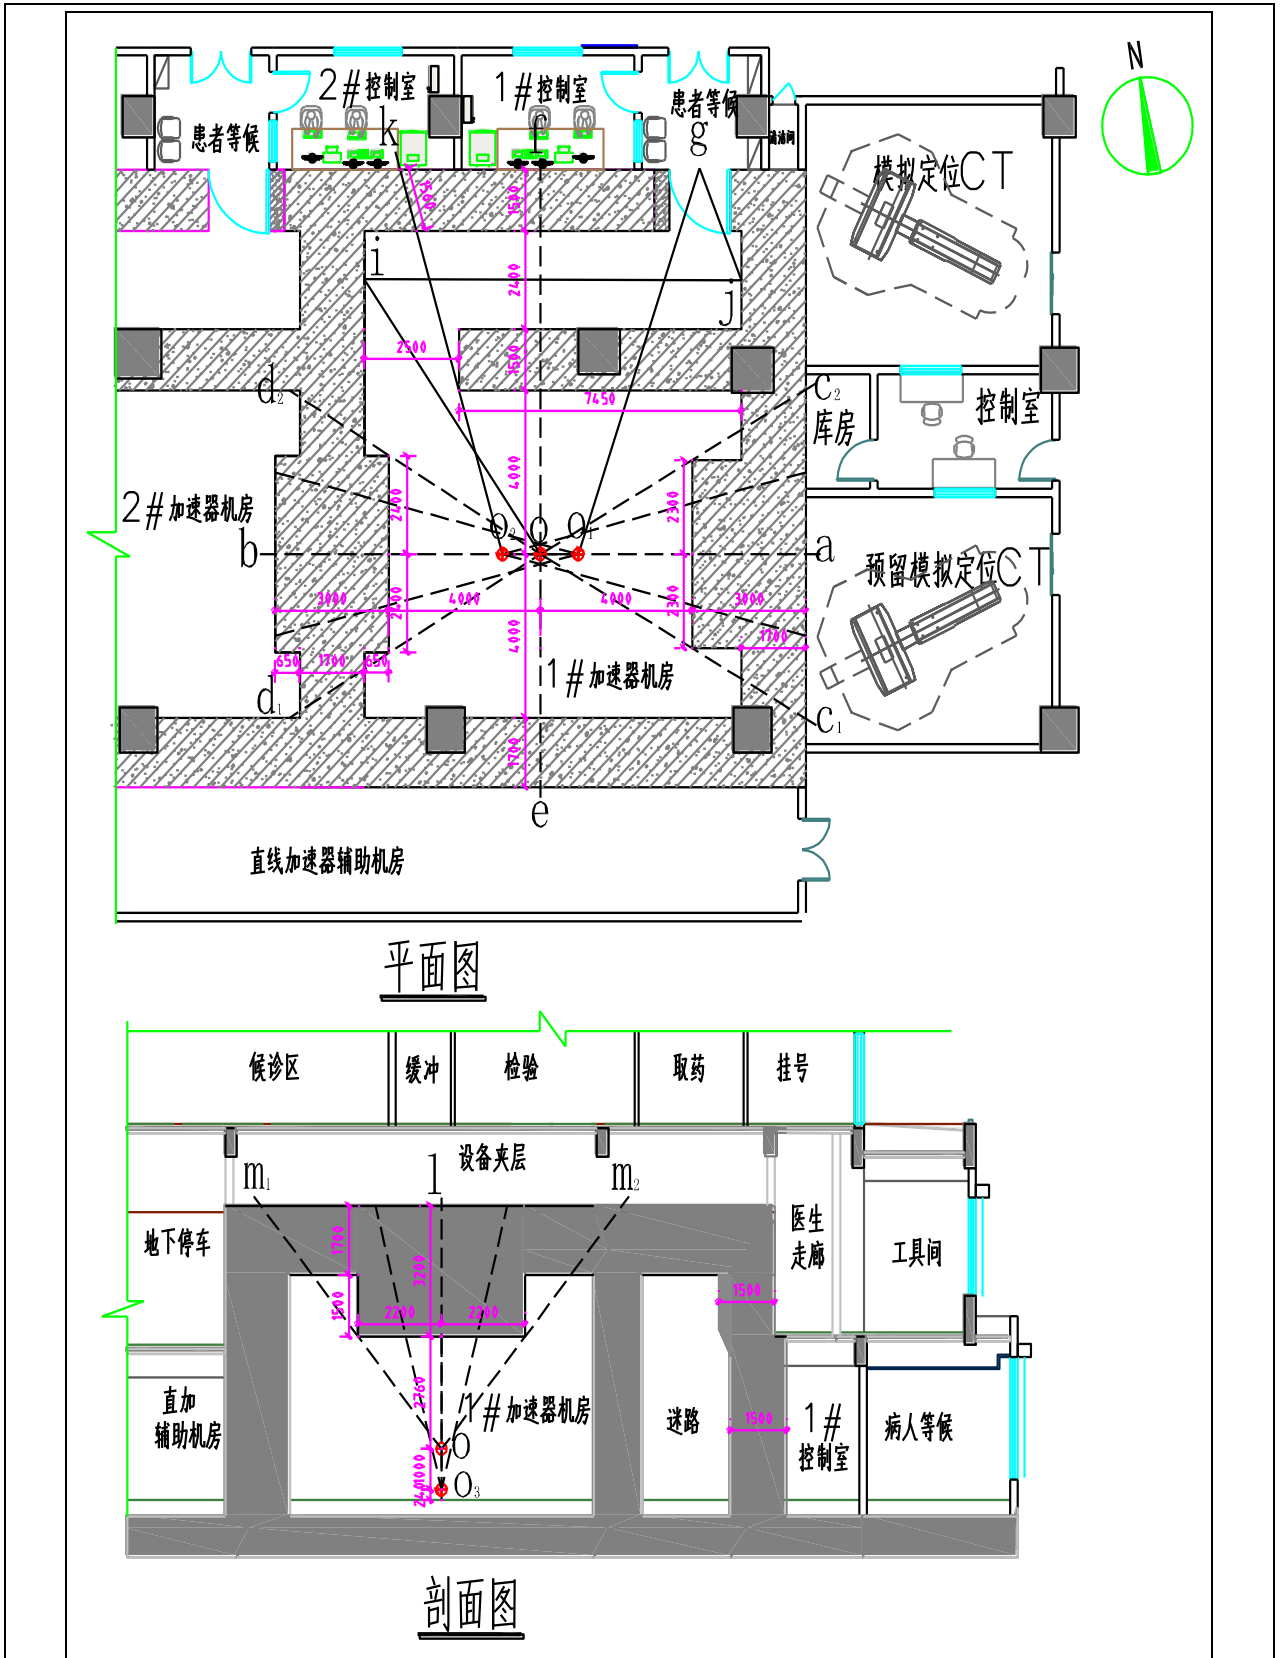 N
2#控制室
1#控制室
患者等候
患者等候
k
f
g
模拟定位CT
1500
i
j
2400
2500
1500
7450
d2
c2
库房
控制室
4000
2400
2300
2#加速器机房
b
o2
o
o1
a
预留模拟定位CT
3000
4000
4000
3000
2400
2300
4000
1700
650
1700
650
1#加速器机房
d1
c1
1700
e
直线加速器辅助机房
平面图
候诊区
缓冲
检验
取药
挂号
设备夹层
m1
l
m2
地下停车
医生
走廊
工具间
1700
3200
1500
1500
2200
2200
2760
直加
辅助机房
1#加速器机房
迷路
1500
1#
控制室
病人等候
o
1000
240
o3
剖面图